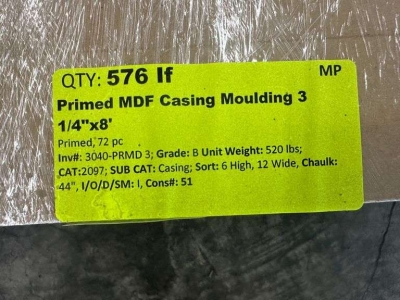 QTY: 576 lf MP
Primed MDF Casing Moulding 3
1/4"x8'
Primed, 72 pc
Inv#: 3040-PRMD 3; Grade: B Unit Weight: 520 lbs;
CAT:2097; SUB CAT: Casing; Sort: 6 High, 12 Wide, Chaulk:
44", I/O/D/SM: I, Cons#: 51